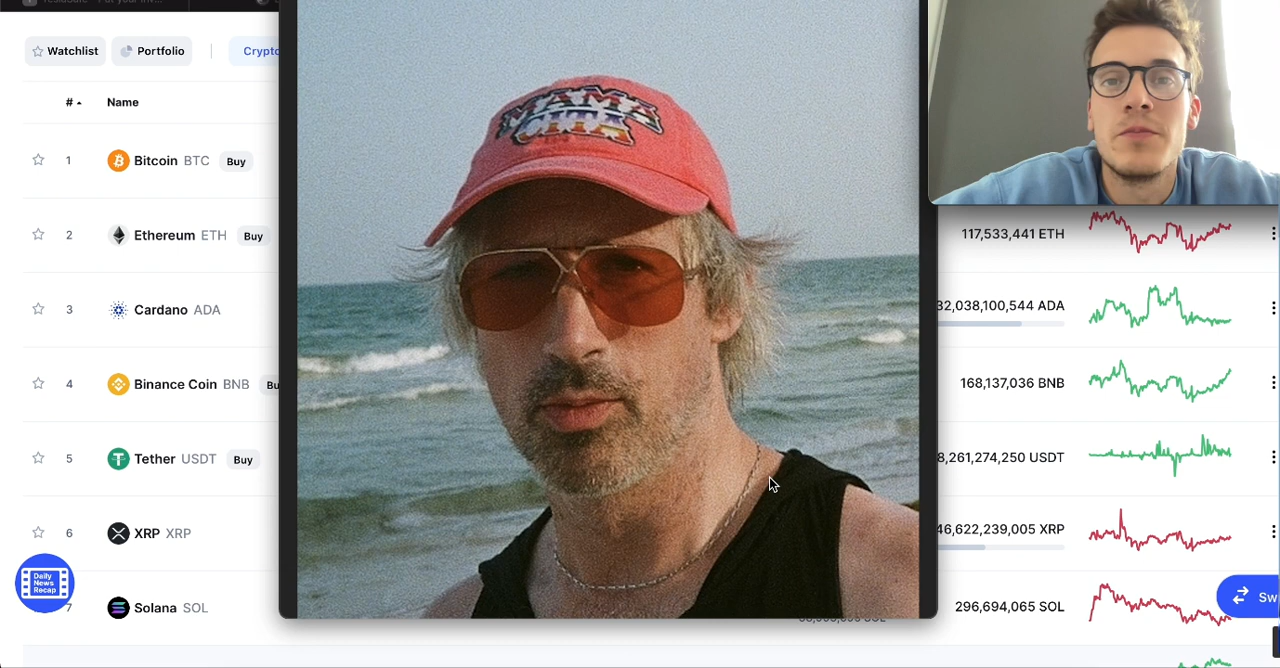 Watchlist
Portfolio
# Name
MAMA
CITA
1 Bitcoin BTC Buy
2 Ethereum ETH Buy
117,533,441 ETH
3 Cardano ADA
32,038,100,544 ADA
4 Binance Coin BNB
168,137,036 BNB
5 Tether USDT Buy
8,261,274,250 USDT
6 XRP XRP
46,622,239,005 XRP
Daily
News
Recap
7 Solana SOL
296,694,065 SOL